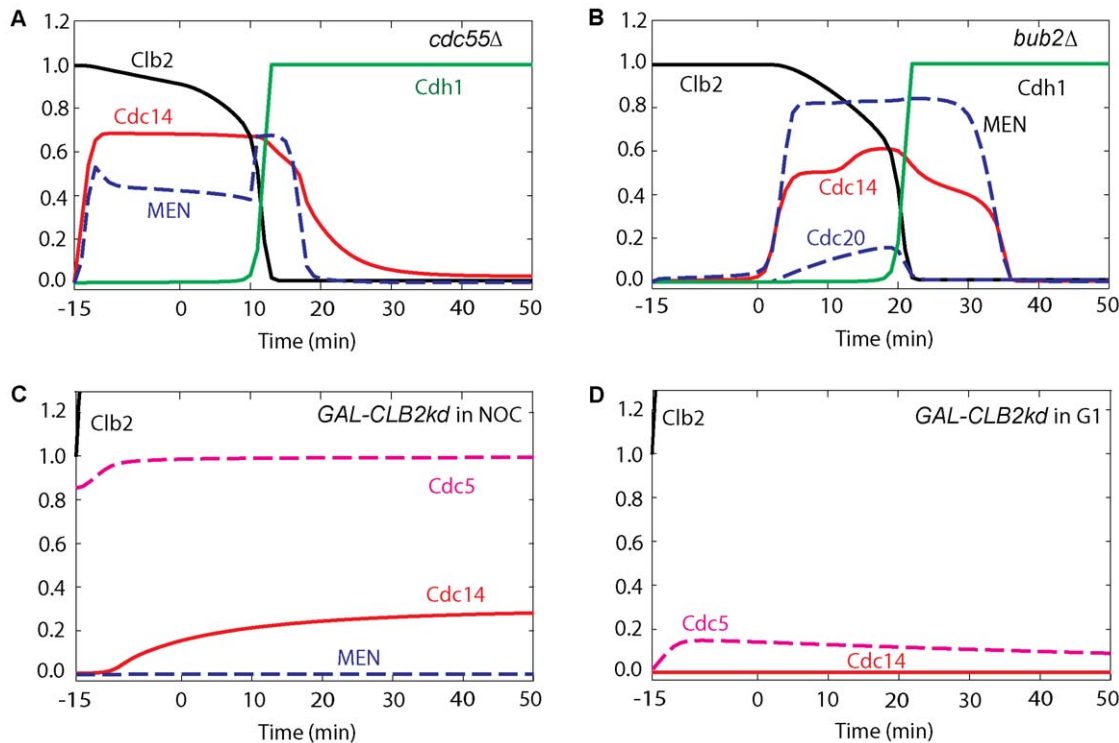 A
cdc55Δ
1.2
1.0
0.8
0.6
0.4
0.2
0.0
Clb2
Cdc14
MEN
Cdh1
-15 0 10 20 30 40 50
Time (min)
B
bub2Δ
1.2
1.0
0.8
0.6
0.4
0.2
0.0
Clb2
Cdh1
MEN
Cdc14
Cdc20
-15 0 10 20 30 40 50
Time (min)
C
GAL-CLB2kd in NOC
1.2
1.0
0.8
0.6
0.4
0.2
0.0
Clb2
Cdc5
Cdc14
MEN
-15 0 10 20 30 40 50
Time (min)
D
GAL-CLB2kd in G1
1.2
1.0
0.8
0.6
0.4
0.2
0.0
Clb2
Cdc5
Cdc14
-15 0 10 20 30 40 50
Time (min)